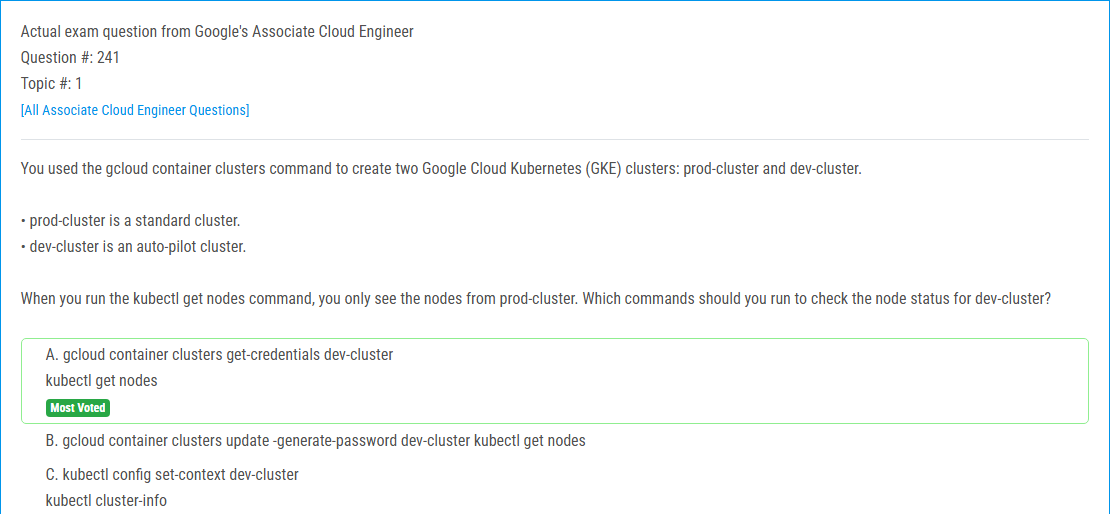 Actual exam question from Google's Associate Cloud Engineer
Question #: 241
Topic #: 1
[All Associate Cloud Engineer Questions]
You used the gcloud container clusters command to create two Google Cloud Kubernetes (GKE) clusters: prod-cluster and dev-cluster.
• prod-cluster is a standard cluster.
• dev-cluster is an auto-pilot cluster.
When you run the kubectl get nodes command, you only see the nodes from prod-cluster. Which commands should you run to check the node status for dev-cluster?
A. gcloud container clusters get-credentials dev-cluster
kubectl get nodes
Most Voted
B. gcloud container clusters update -generate-password dev-cluster kubectl get nodes
C. kubectl config set-context dev-cluster
kubectl cluster-info